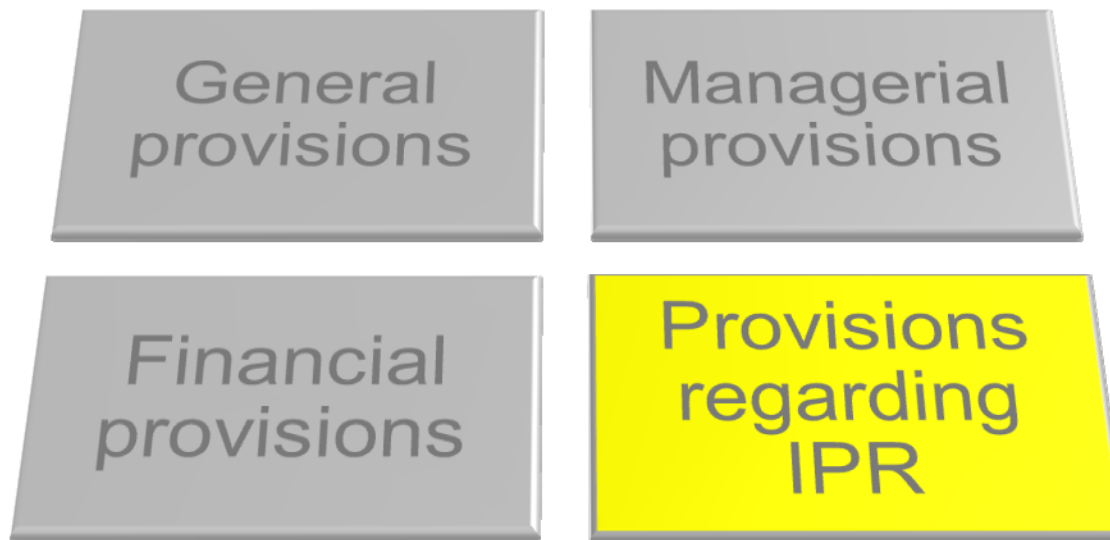 General
provisions
Managerial
provisions
Financial
provisions
Provisions
regarding
IPR